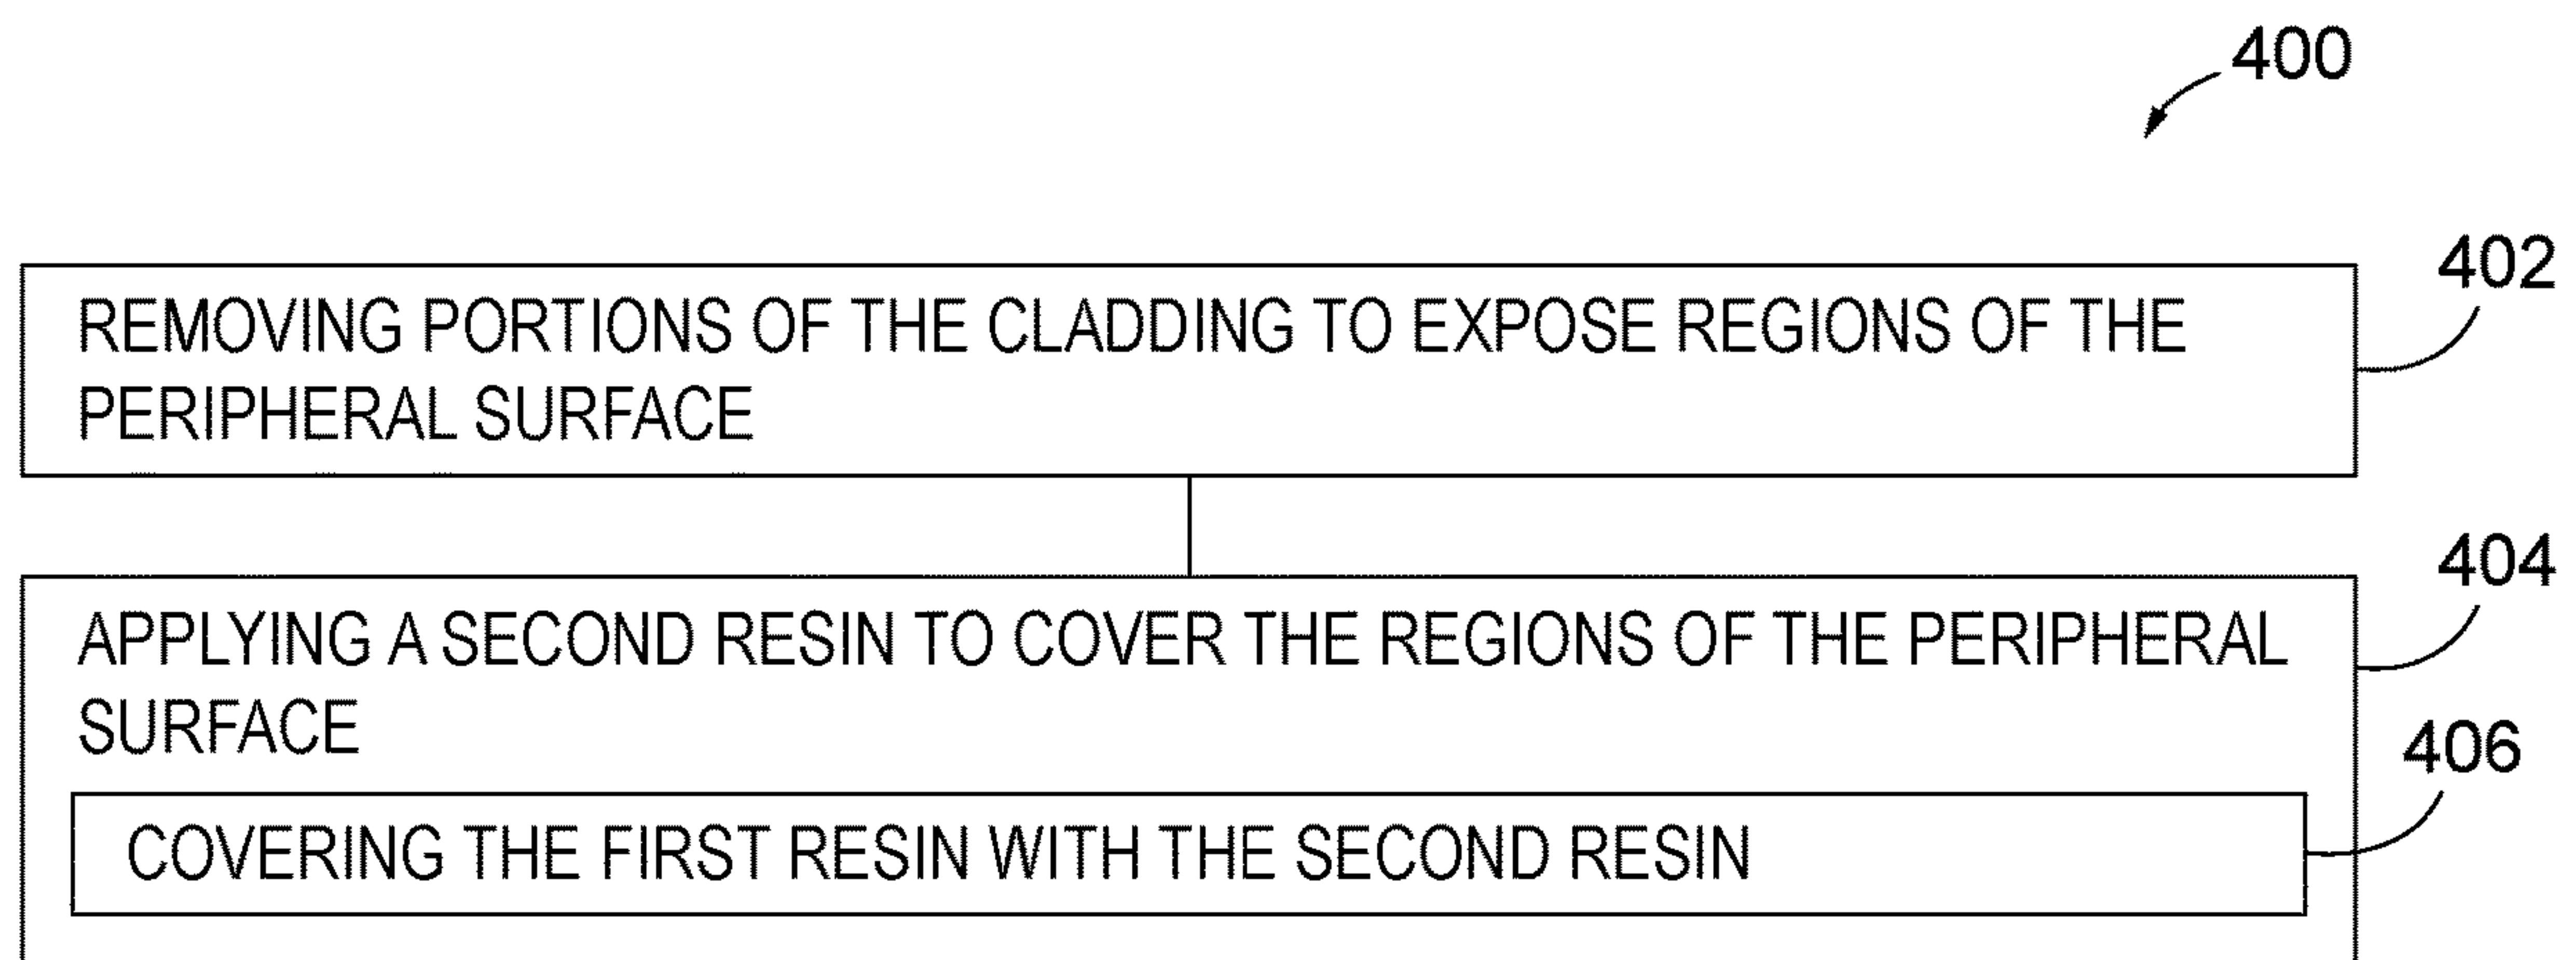 400
402
REMOVING PORTIONS OF THE CLADDING TO EXPOSE REGIONS OF THE
PERIPHERAL SURFACE
404
APPLYING A SECOND RESIN TO COVER THE REGIONS OF THE PERIPHERAL
SURFACE
406
COVERING THE FIRST RESIN WITH THE SECOND RESIN